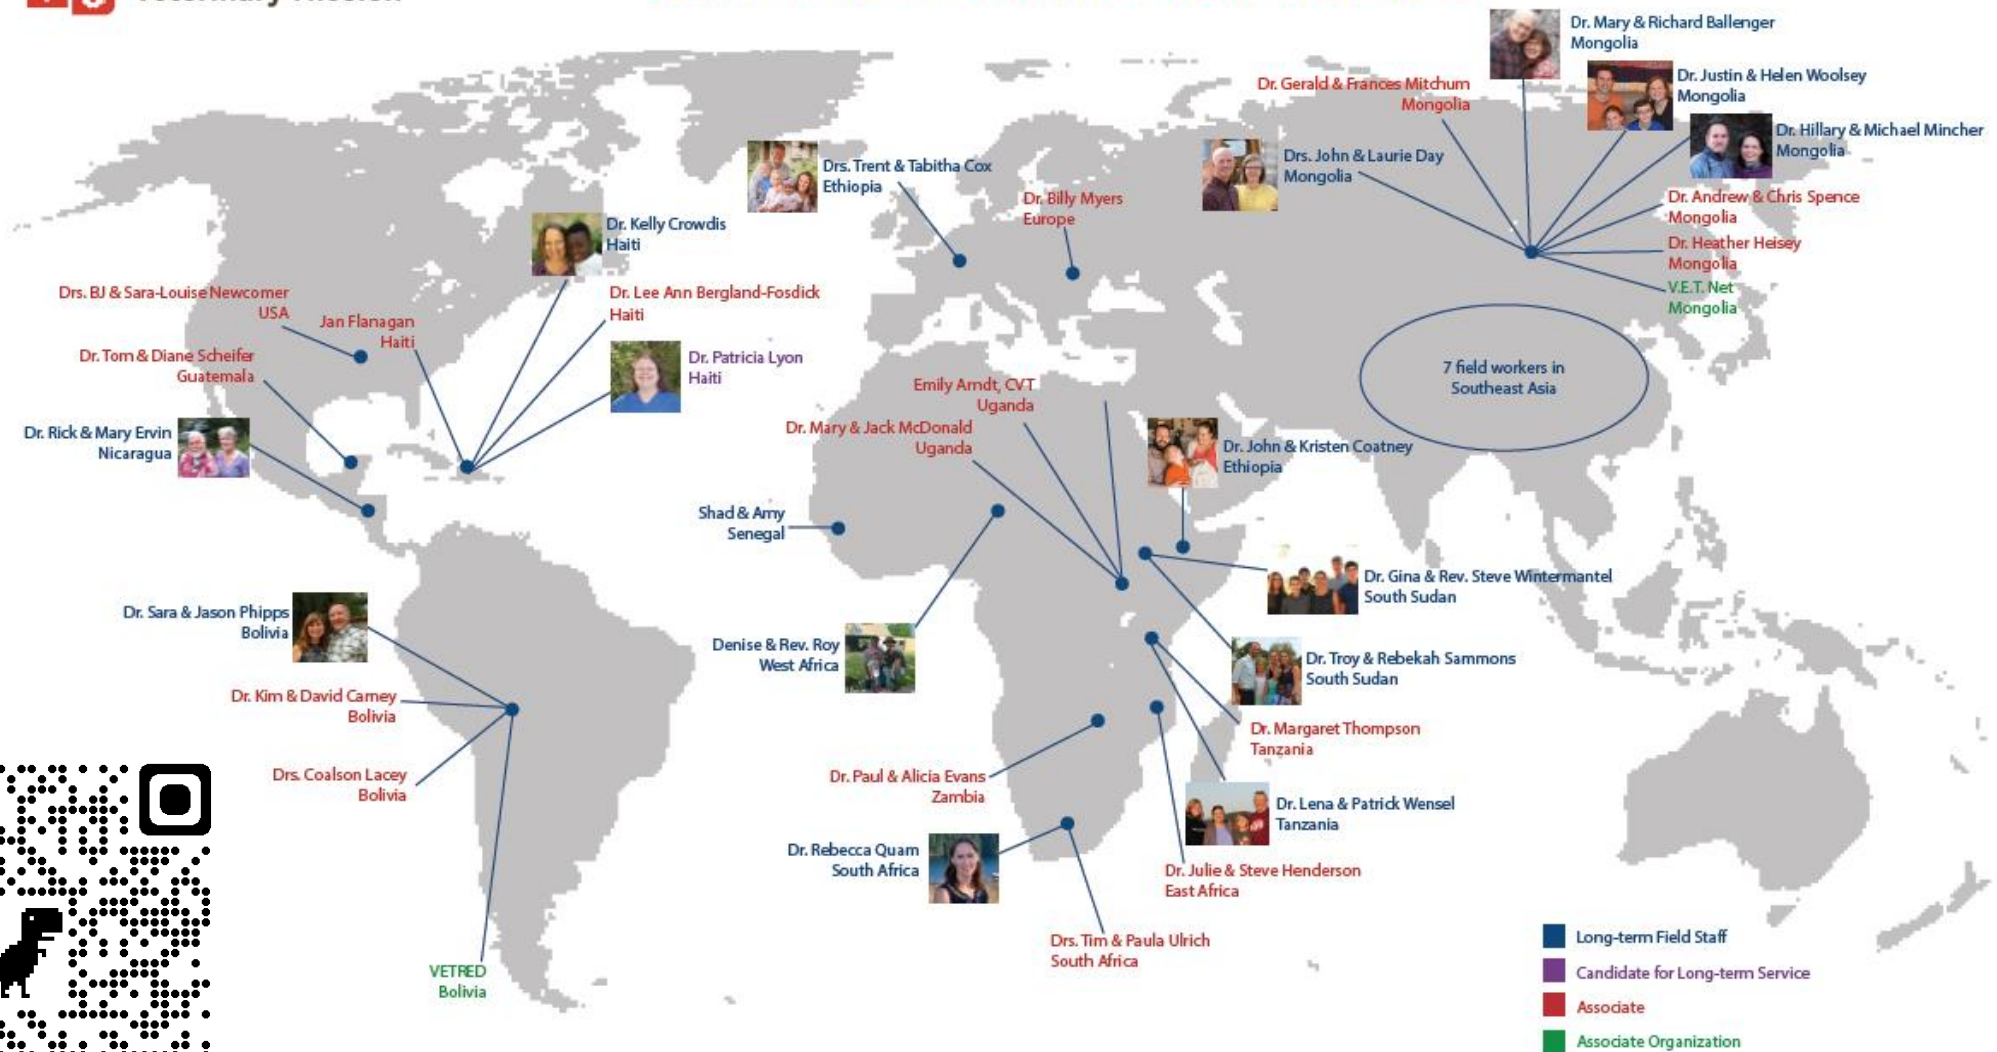 Dr. Mary & Richard Ballenger
Mongolia
Dr. Gerald & Frances Mitchum
Mongolia
Dr. Justin & Helen Woolsey
Mongolia
Dr. Hillary & Michael Mincher
Mongolia
Drs. John & Laurie Day
Mongolia
Drs. Trent & Tabitha Cox
Ethiopia
Dr. Billy Myers
Europe
Dr. Andrew & Chris Spence
Mongolia
Dr. Heather Heisey
Mongolia
V.E.T. Net
Mongolia
Dr. Kelly Crowdis
Haiti
Drs. BJ & Sara-Louise Newcomer
USA
Dr. Lee Ann Bergland-Fosdick
Haiti
Jan Flanagan
Haiti
Dr. Tom & Diane Scheifer
Guatemala
Dr. Patricia Lyon
Haiti
7 field workers in
Southeast Asia
Emily Arndt, CVT
Uganda
Dr. Mary & Jack McDonald
Uganda
Dr. Rick & Mary Ervin
Nicaragua
Dr. John & Kristen Coatney
Ethiopia
Shad & Amy
Senegal
Dr. Gina & Rev. Steve Wintermantel
South Sudan
Dr. Sara & Jason Phipps
Bolivia
Denise & Rev. Roy
West Africa
Dr. Troy & Rebekah Sammons
South Sudan
Dr. Kim & David Carney
Bolivia
Dr. Margaret Thompson
Tanzania
Drs. Coalson Lacey
Bolivia
Dr. Paul & Alicia Evans
Zambia
Dr. Lena & Patrick Wensel
Tanzania
Dr. Rebecca Quam
South Africa
Dr. Julie & Steve Henderson
East Africa
Drs. Tim & Paula Ulrich
South Africa
VETRED
Bolivia
Long-term Field Staff
Candidate for Long-term Service
Associate
Associate Organization